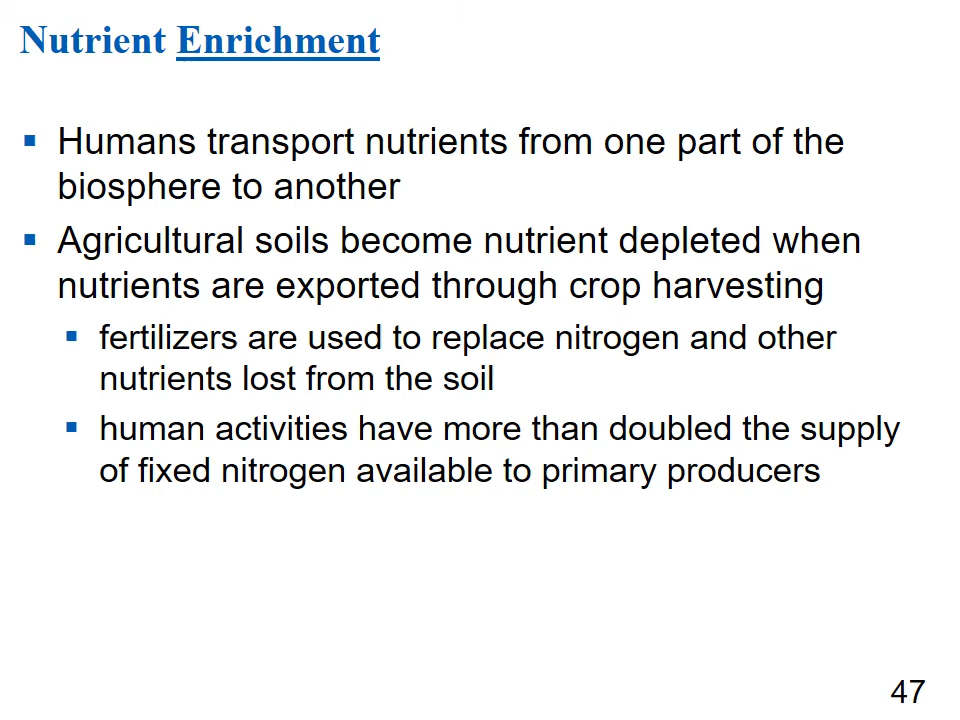 Nutrient Enrichment
Humans transport nutrients from one part of the
biosphere to another
Agricultural soils become nutrient depleted when
nutrients are exported through crop harvesting
fertilizers are used to replace nitrogen and other
nutrients lost from the soil
human activities have more than doubled the supply
of fixed nitrogen available to primary producers
47